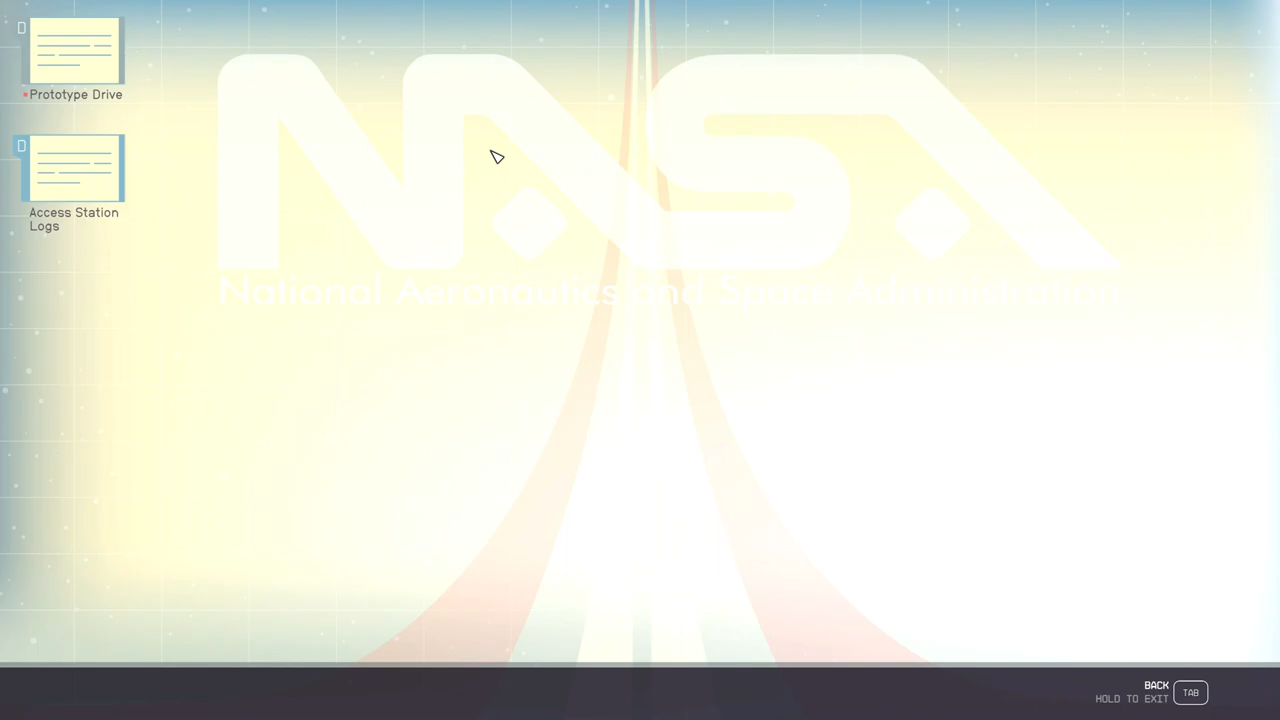 D
Prototype Drive
D
Access Station
Logs
NASA
National Aeronautics and Space Administration
BACK
HOLD TO EXIT
TAB